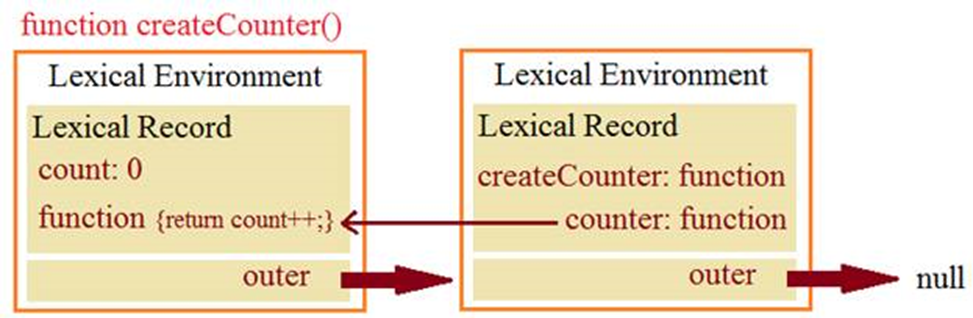 function createCounter()
Lexical Environment
Lexical Record
count: 0
function {return count++;}
outer
Lexical Environment
Lexical Record
createCounter: function
counter: function
outer
null